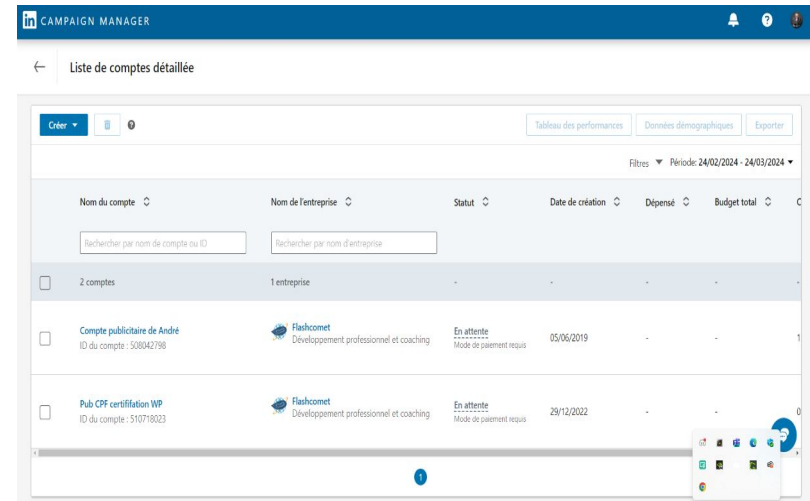 in CAMPAIGN MANAGER
Liste de comptes détaillée
Créer
Tableau des performances Données démographiques Exporter
Filtres Période: 24/02/2024 - 24/03/2024
Nom du compte Nom de l'entreprise Statut Date de création Dépensé Budget total C
Rechercher par nom de compte ou ID Rechercher par nom d'entreprise
2 comptes 1 entreprise - - - - -
Compte publicitaire de André Flashcomet En attente 05/06/2019 - - 1
ID du compte : 508042798 Développement professionnel et coaching Mode de paiement requis
Pub CPF certififation WP Flashcomet En attente 29/12/2022 - - 0
ID du compte : 510718023 Développement professionnel et coaching Mode de paiement requis
1